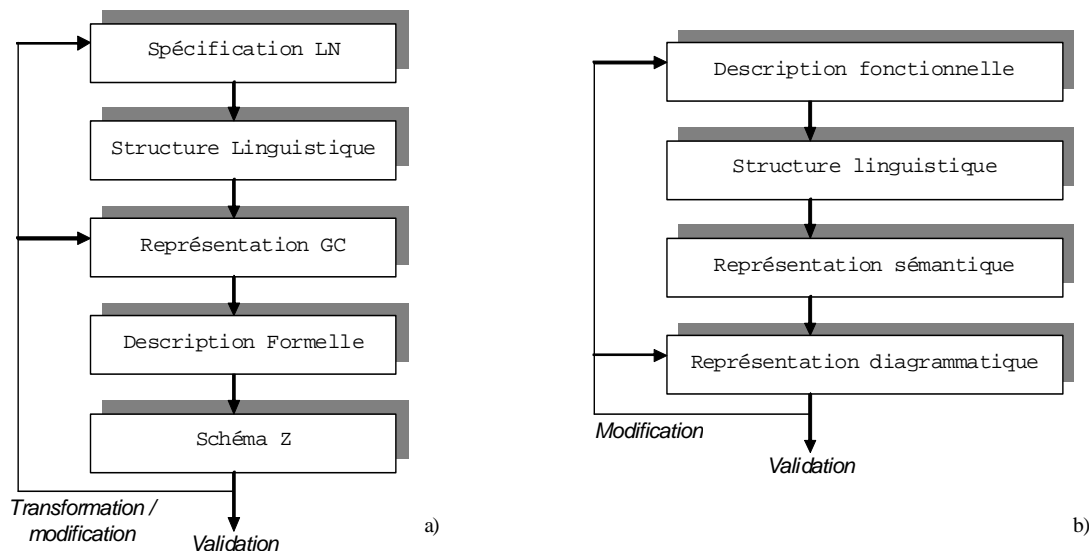 Spécification LN
Structure Linguistique
Représentation GC
Description Formelle
Schéma Z
Transformation /
modification
Validation
a)
Description fonctionnelle
Structure linguistique
Représentation sémantique
Représentation diagrammatique
Modification
Validation
b)